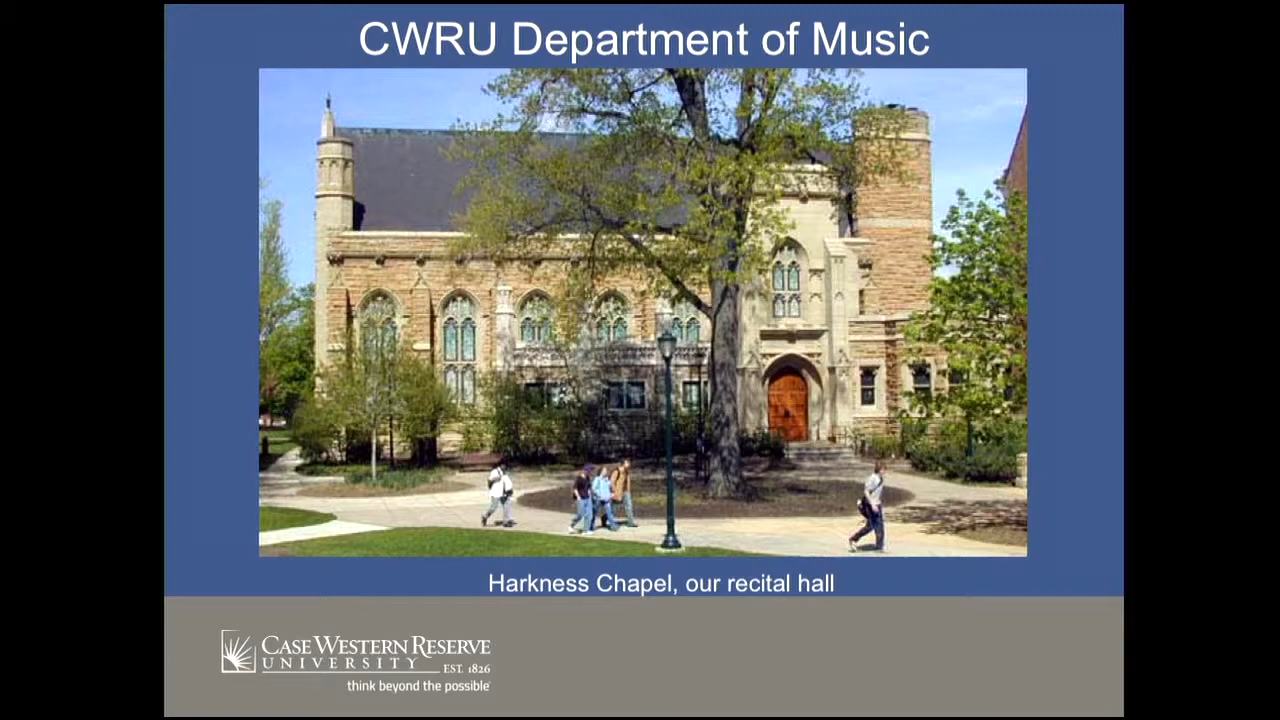 CWRU Department of Music
Harkness Chapel, our recital hall
CASE WESTERN RESERVE
UNIVERSITY EST. 1826
think beyond the possible